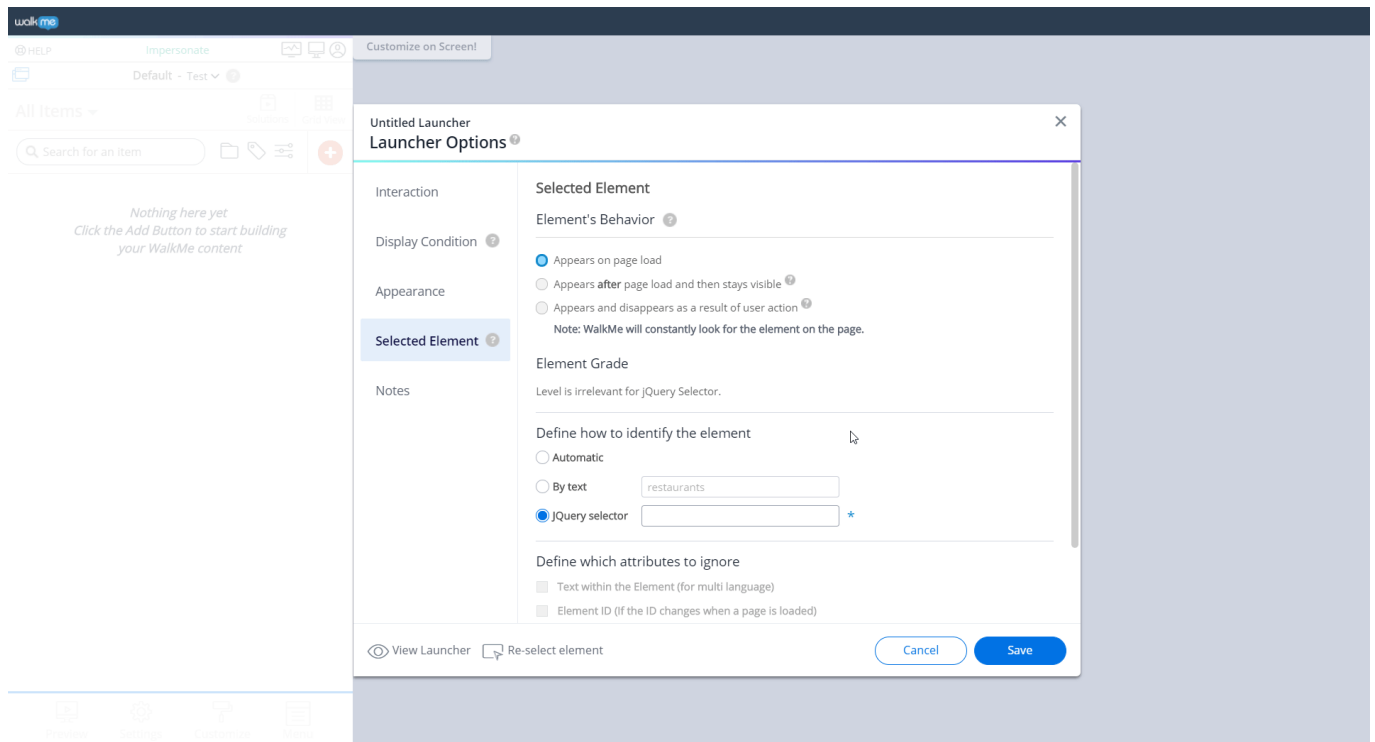 walkme
HELP
Impersonate
Customize on Screen!
Default - Test
All Items
Search for an item
Nothing here yet
Click the Add Button to start building
your WalkMe content
Untitled Launcher
Launcher Options
Interaction
Display Condition
Appearance
Selected Element
Notes
Selected Element
Element's Behavior
Appears on page load
Appears after page load and then stays visible
Appears and disappears as a result of user action
Note: WalkMe will constantly look for the element on the page.
Element Grade
Level is irrelevant for jQuery Selector.
Define how to identify the element
Automatic
By text restaurants
JQuery selector *
Define which attributes to ignore
Text within the Element (for multi language)
Element ID (If the ID changes when a page is loaded)
View Launcher Re-select element
Cancel Save
Preview Settings Customize Menu